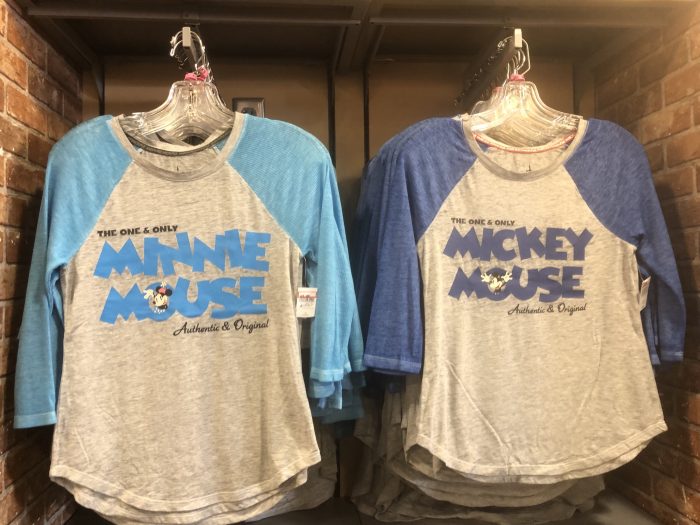 THE ONE & ONLY
MINNIE
MOUSE
Authentic & Original
THE ONE & ONLY
MICKEY
MOUSE
Authentic & Original